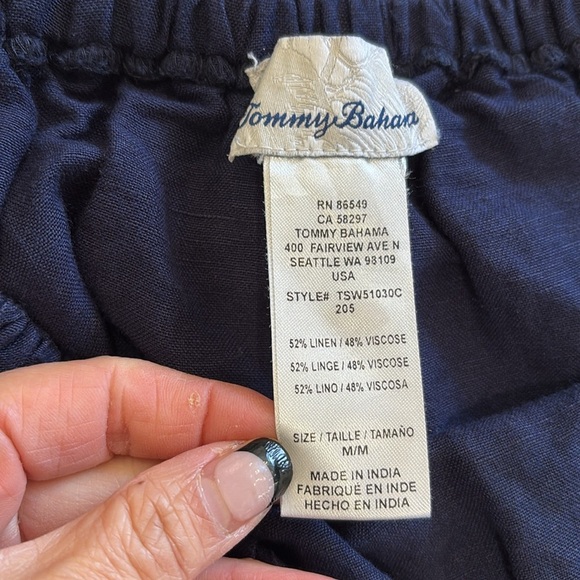 Tommy Bahama
RN 86549
CA 58297
TOMMY BAHAMA
400 FAIRVIEW AVE N
SEATTLE WA 98109
USA
STYLE# TSW51030C
205
52% LINEN / 48% VISCOSE
52% LINGE / 48% VISCOSE
52% LINO / 48% VISCOSA
SIZE / TAILLE / TAMAÑO
M/M
MADE IN INDIA
FABRIQUÉ EN INDE
HECHO EN INDIA